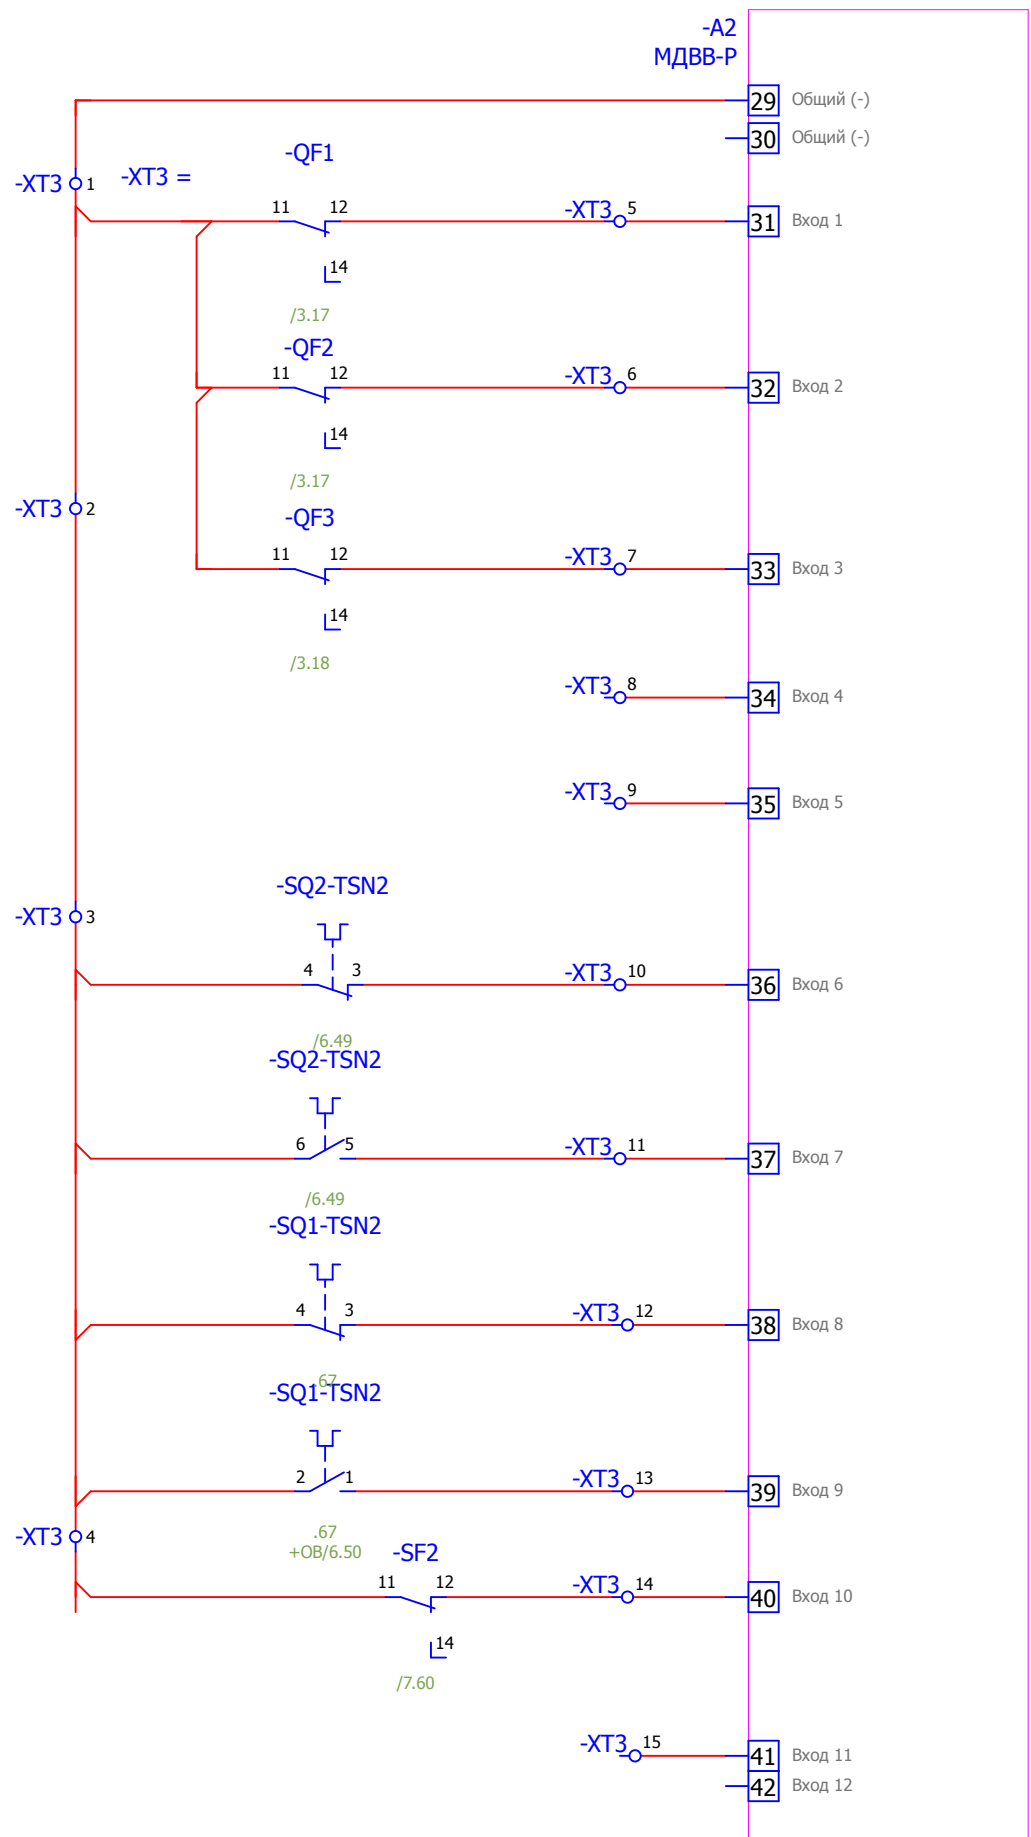 -A2
МДВВ-Р
29 Общий (-)
30 Общий (-)
-QF1
-XT3 1 -XT3 =
11 12 -XT3 5 31 Вход 1
14
/3.17
-QF2
11 12 -XT3 6 32 Вход 2
14
/3.17
-XT3 2
-QF3
11 12 -XT3 7 33 Вход 3
14
/3.18
-XT3 8 34 Вход 4
-XT3 9 35 Вход 5
-SQ2-TSN2
-XT3 3
4 3 -XT3 10 36 Вход 6
/6.49
-SQ2-TSN2
6 5 -XT3 11 37 Вход 7
/6.49
-SQ1-TSN2
4 3 -XT3 12 38 Вход 8
.67
-SQ1-TSN2
2 1 -XT3 13 39 Вход 9
-XT3 4
.67
+OB/6.50 -SF2
11 12 -XT3 14 40 Вход 10
14
/7.60
-XT3 15 41 Вход 11
42 Вход 12